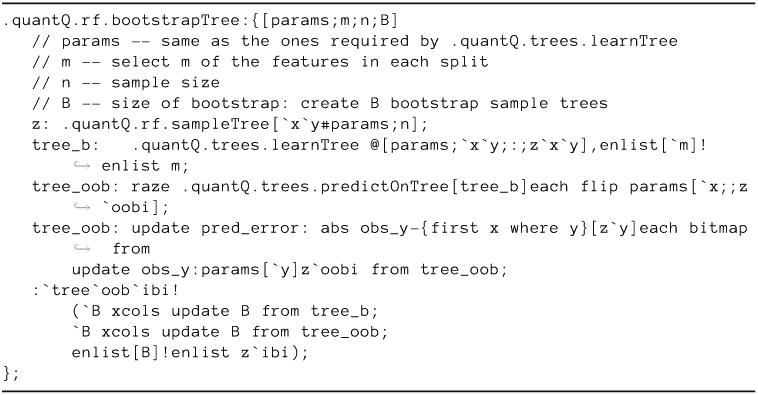 .quantQ.rf.bootstrapTree:{[params;m;n;B]
// params -- same as the ones required by .quantQ.trees.learnTree
// m -- select m of the features in each split
// n -- sample size
// B -- size of bootstrap: create B bootstrap sample trees
z: .quantQ.rf.sampleTree[`x`y#params;n];
tree_b:  .quantQ.trees.learnTree @[params;`x`y;:;z`x`y],enlist[`m]!
↪ enlist m;
tree_oob: raze .quantQ.trees.predictOnTree[tree_b]each flip params[`x;;z
↪ `oobi];
tree_oob: update pred_error: abs obs_y-{first x where y}[z`y]each bitmap
↪ from
update obs_y:params[`y]z`oobi from tree_oob;
:`tree`oob`ibi!
(`B xcols update B from tree_b;
`B xcols update B from tree_oob;
enlist[B]!enlist z`ibi);
};